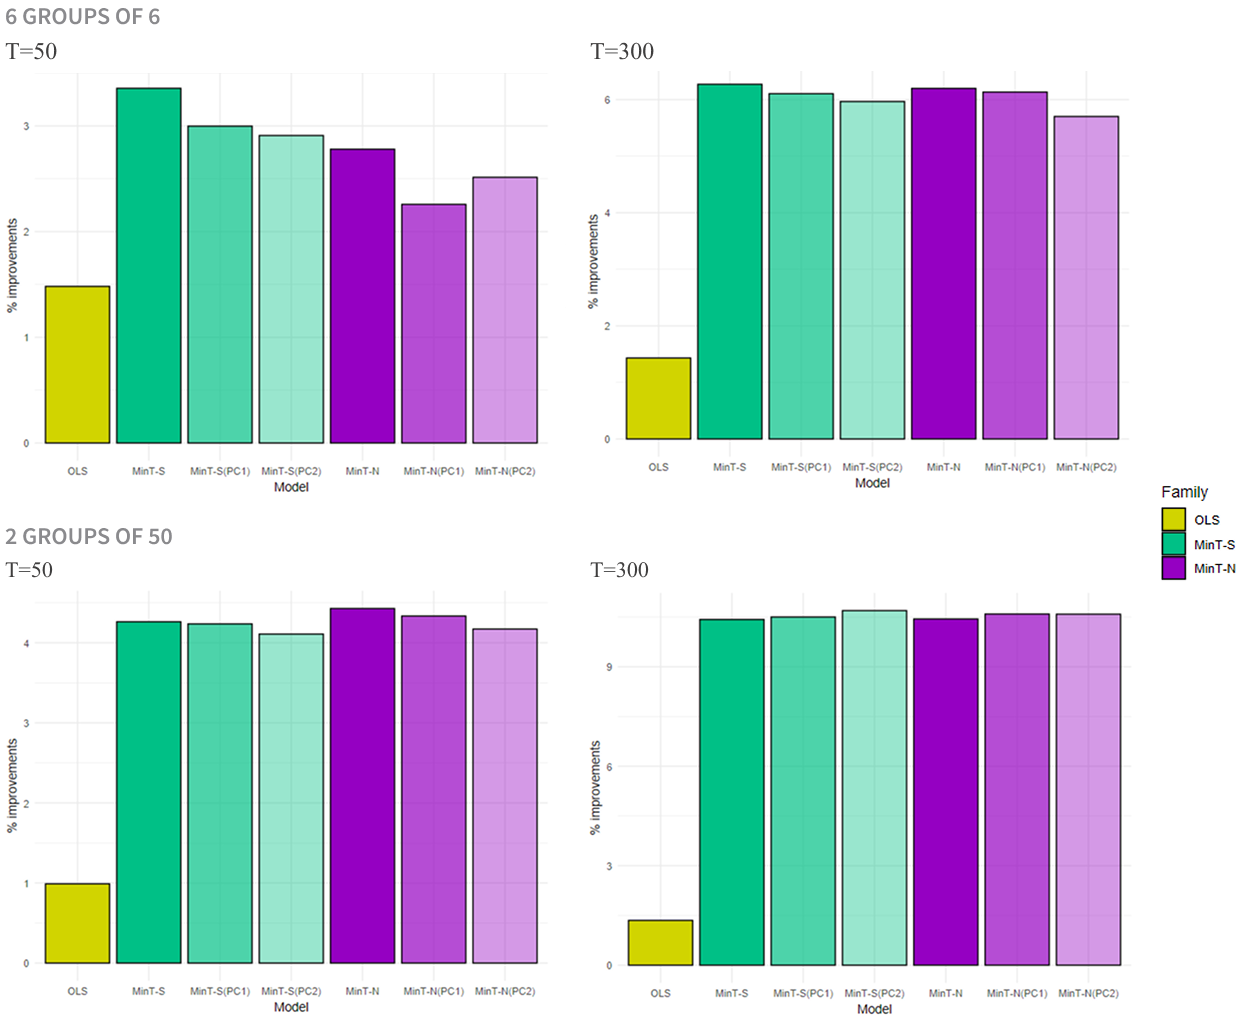 6 GROUPS OF 6
T=50
3
2
1
0
% improvements
OLS MinT-S MinT-S(PC1) MinT-S(PC2) MinT-N MinT-N(PC1) MinT-N(PC2)
Model
T=300
6
4
2
0
% improvements
OLS MinT-S MinT-S(PC1) MinT-S(PC2) MinT-N MinT-N(PC1) MinT-N(PC2)
Model
Family
OLS
MinT-S
MinT-N
2 GROUPS OF 50
T=50
4
3
2
1
0
% improvements
OLS MinT-S MinT-S(PC1) MinT-S(PC2) MinT-N MinT-N(PC1) MinT-N(PC2)
Model
T=300
9
6
3
0
% improvements
OLS MinT-S MinT-S(PC1) MinT-S(PC2) MinT-N MinT-N(PC1) MinT-N(PC2)
Model